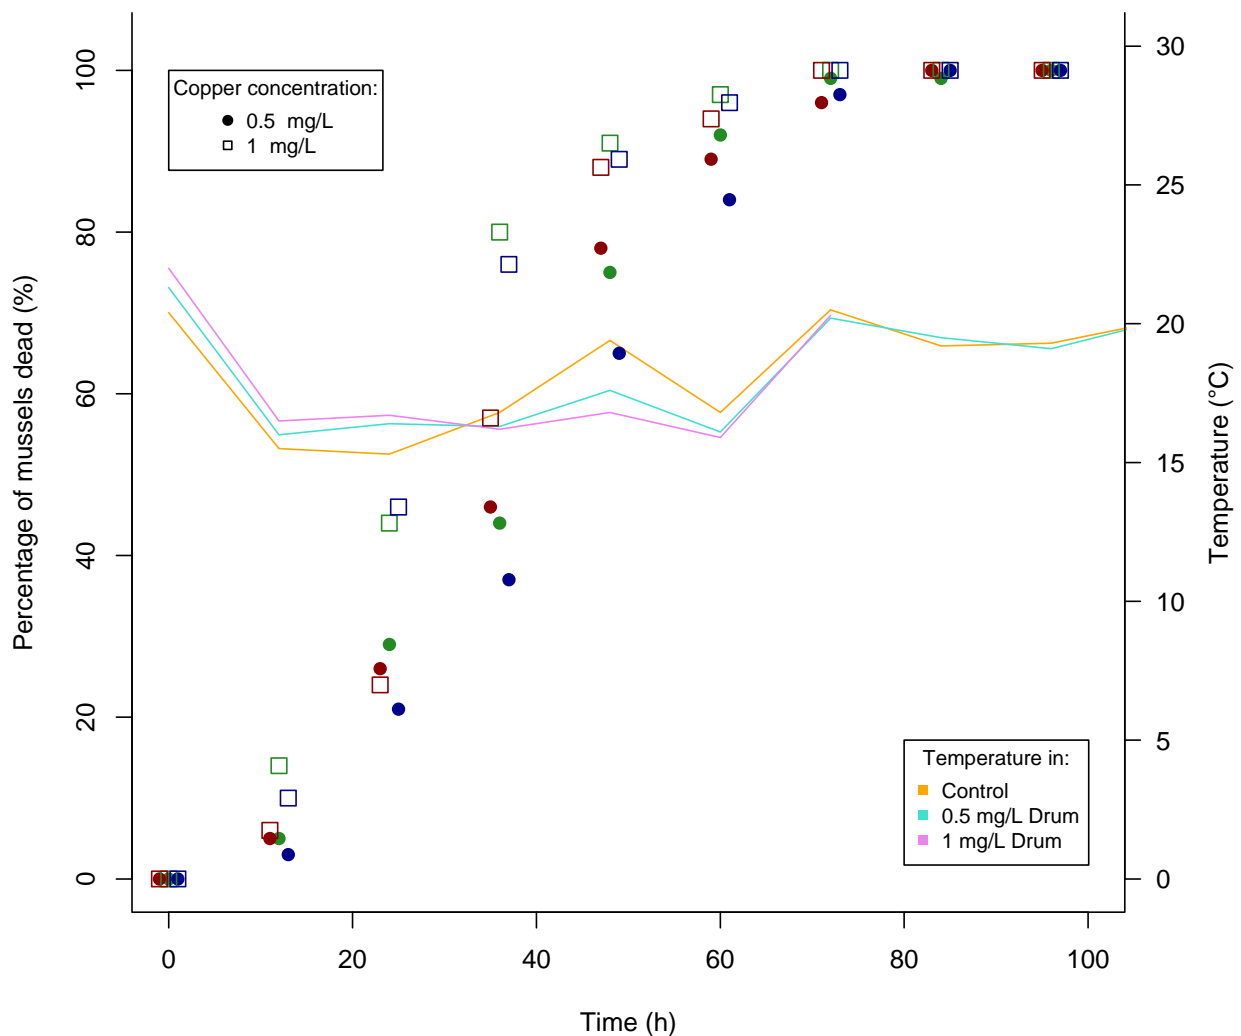 Copper concentration:
0.5 mg/L
1 mg/L
Percentage of mussels dead (%)
100
80
60
40
20
0
30
25
20
15
10
5
0
Temperature (°C)
Temperature in:
Control
0.5 mg/L Drum
1 mg/L Drum
0 20 40 60 80 100
Time (h)